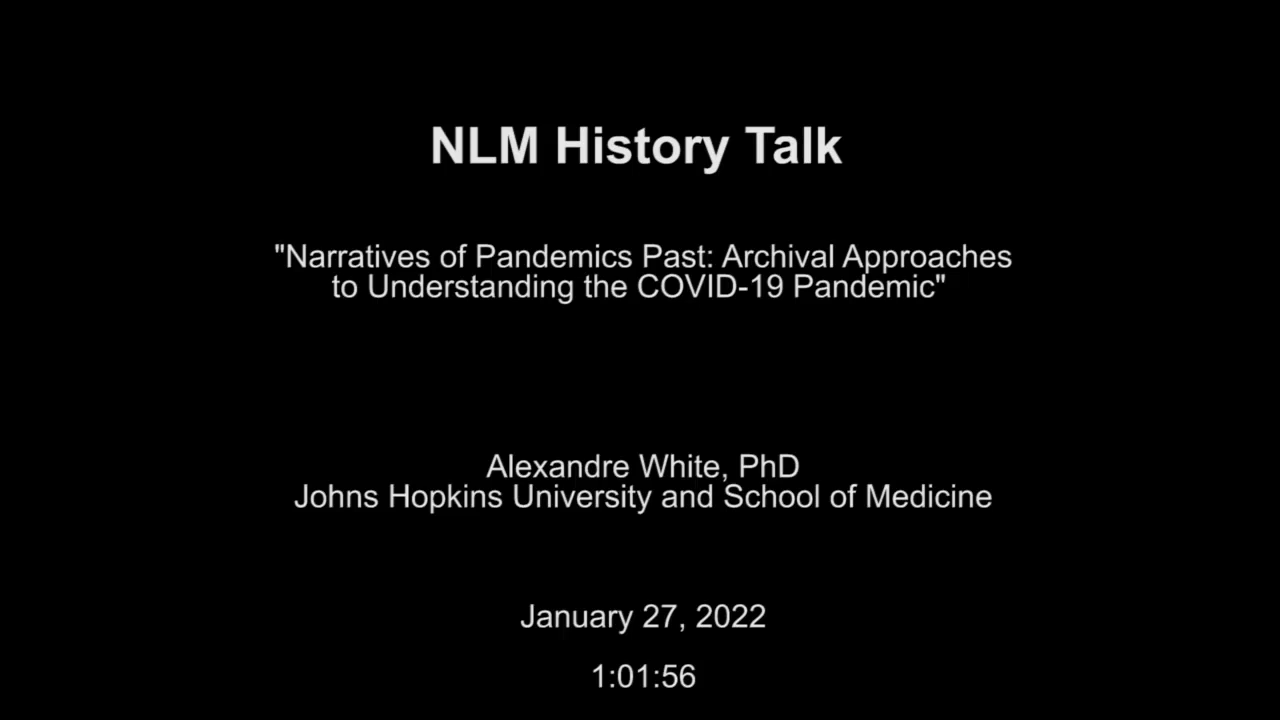 NLM History Talk
"Narratives of Pandemics Past: Archival Approaches
to Understanding the COVID-19 Pandemic"
Alexandre White, PhD
Johns Hopkins University and School of Medicine
January 27, 2022
1:01:56